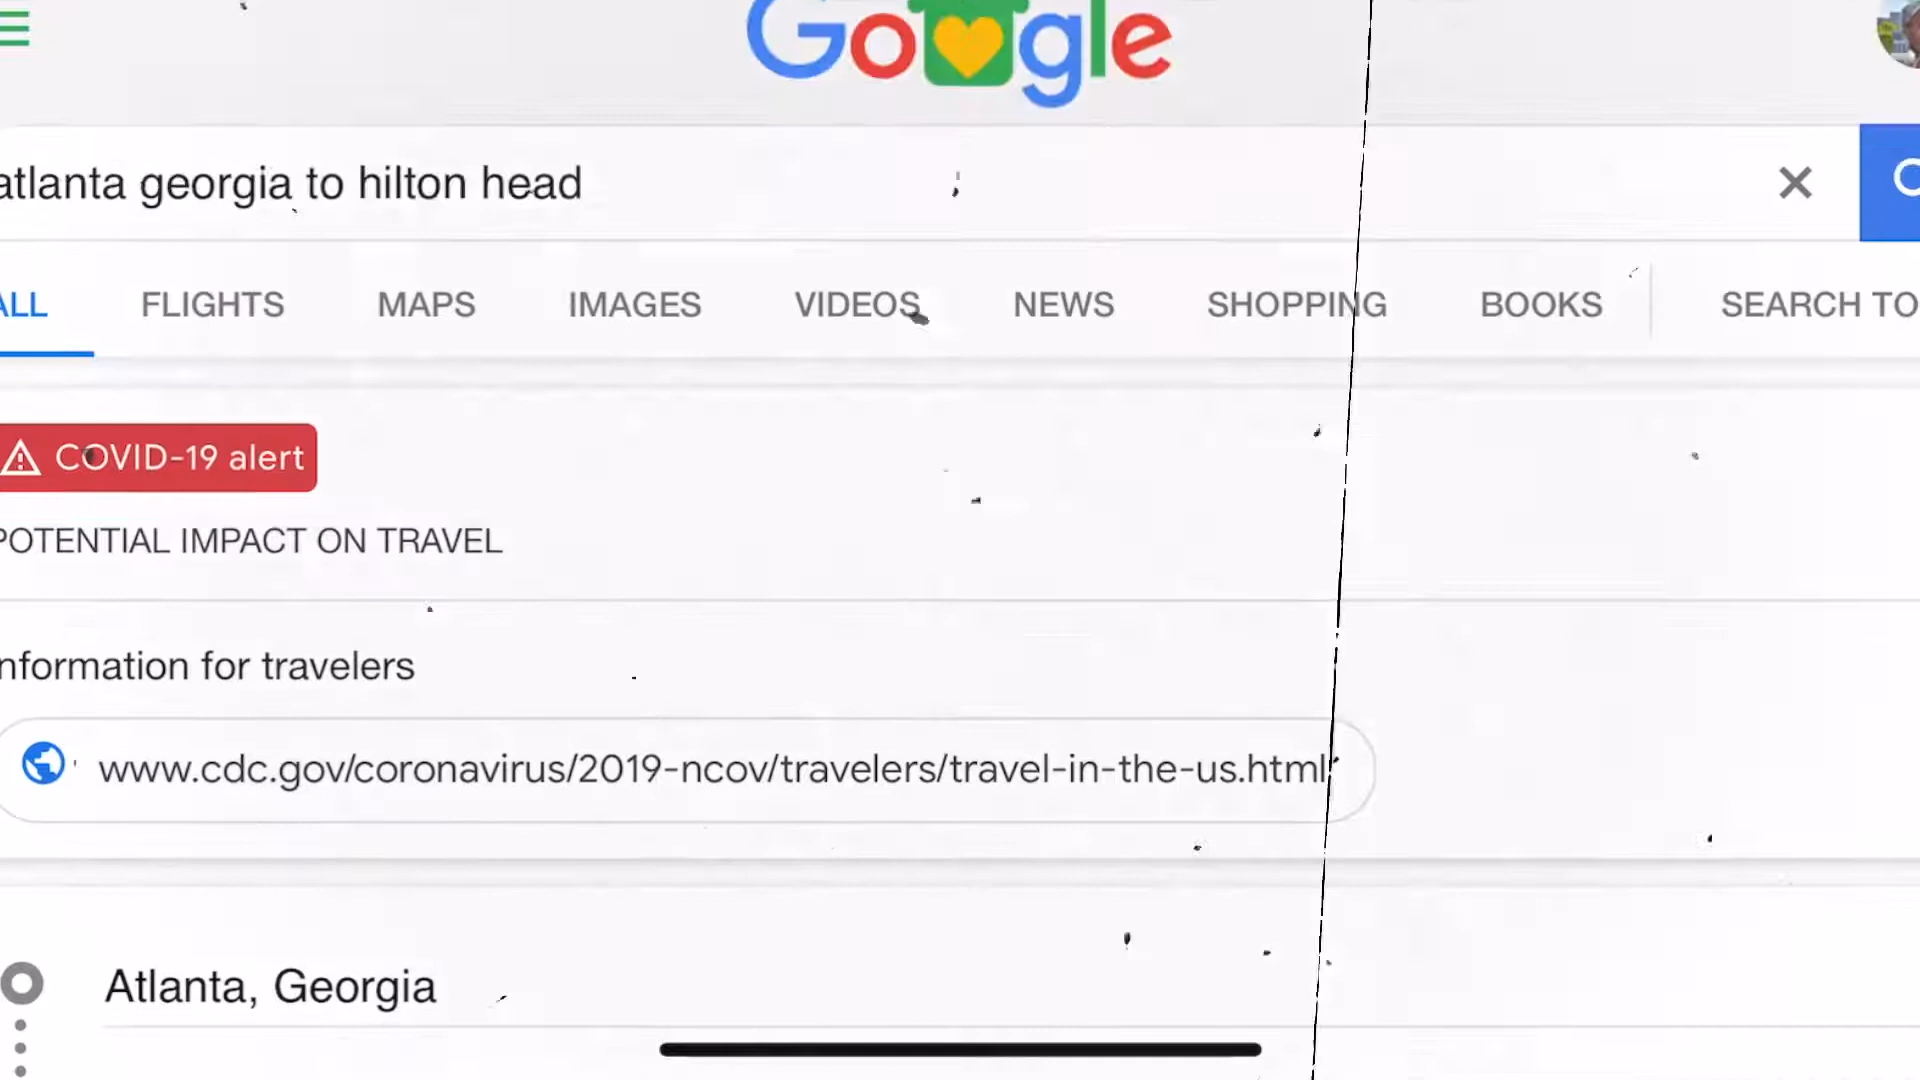 Google
atlanta georgia to hilton head
ALL FLIGHTS MAPS IMAGES VIDEOS NEWS SHOPPING BOOKS SEARCH TO
COVID-19 alert
POTENTIAL IMPACT ON TRAVEL
nformation for travelers
www.cdc.gov/coronavirus/2019-ncov/travelers/travel-in-the-us.html
Atlanta, Georgia